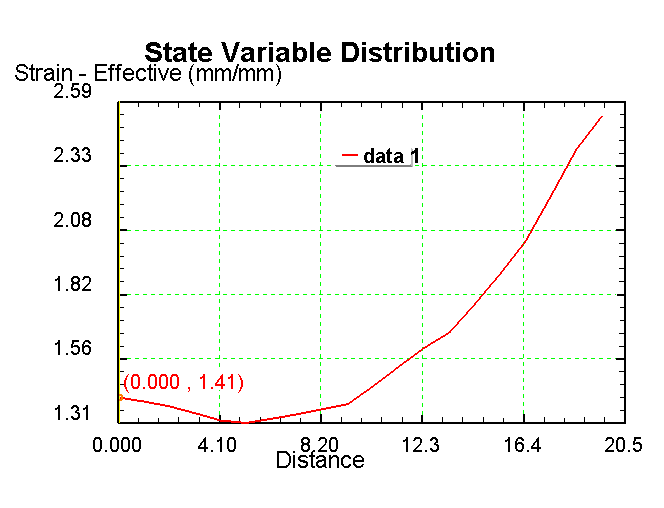 State Variable Distribution
Strain - Effective (mm/mm)
2.59
2.33
data 1
2.08
1.82
1.56
(0.000 , 1.41)
1.31
0.000 4.10 8.20 12.3 16.4 20.5
Distance